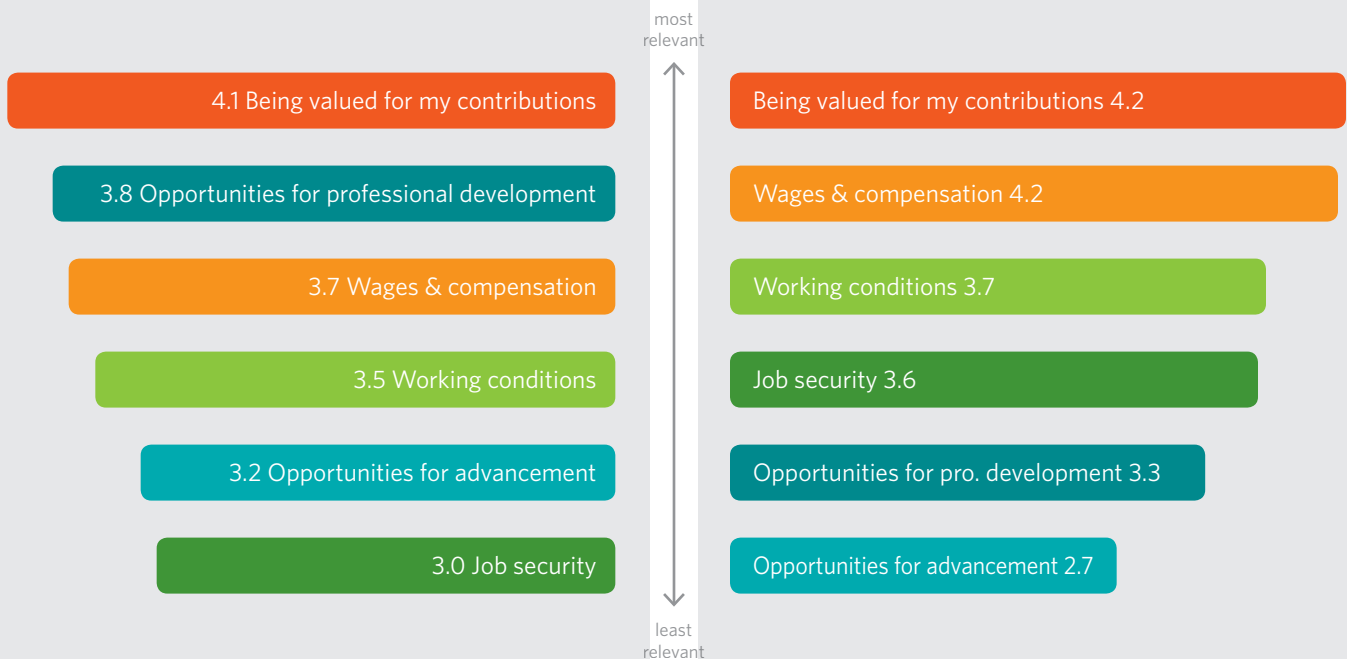 most
relevant
4.1 Being valued for my contributions
3.8 Opportunities for professional development
3.7 Wages & compensation
3.5 Working conditions
3.2 Opportunities for advancement
3.0 Job security
Being valued for my contributions 4.2
Wages & compensation 4.2
Working conditions 3.7
Job security 3.6
Opportunities for pro. development 3.3
Opportunities for advancement 2.7
least
relevant